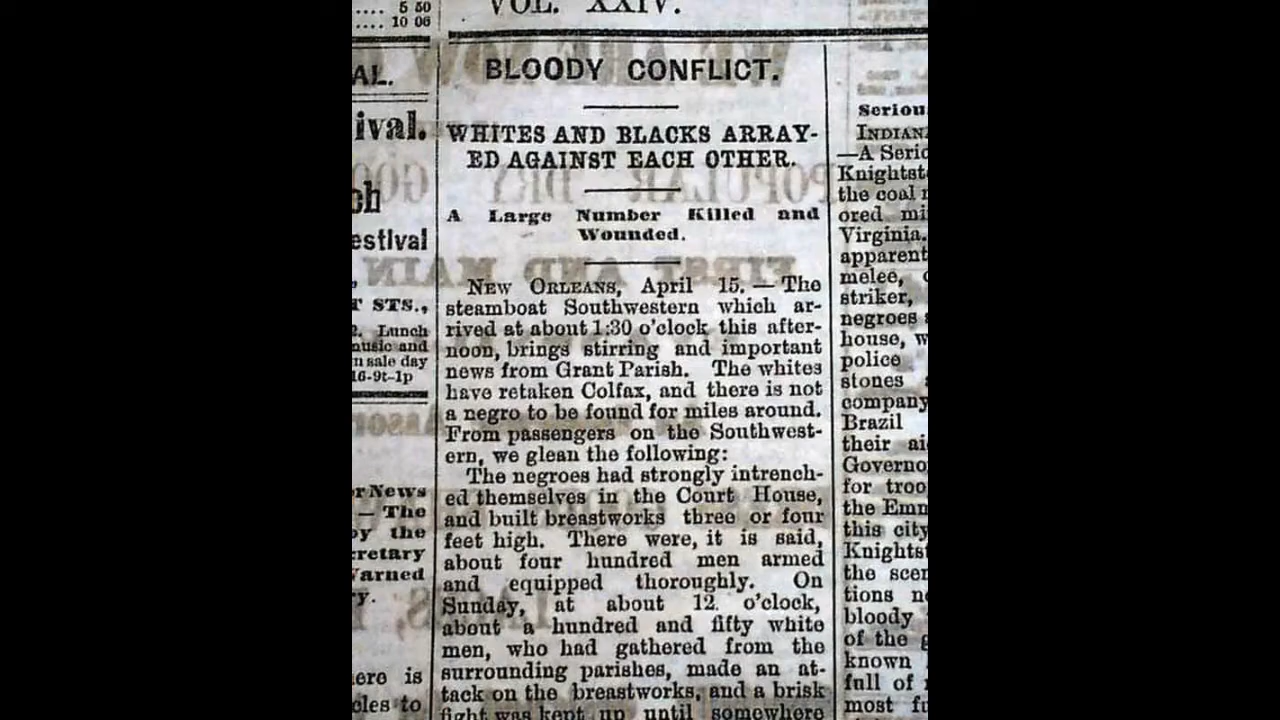 .... 5 50
.... 10 06
AL.
ival.
ch
estival
T STS.,
2. Lunch
music and
n sale day
16-9t-1p
or News
— The
by the
cretary
Warned
y.
ere is
cles to
VOL. XXIV.
BLOODY CONFLICT.
WHITES AND BLACKS ARRAY-
ED AGAINST EACH OTHER.
A Large Number Killed and
Wounded.
NEW ORLEANS, April 15. — The
steamboat Southwestern which ar-
rived at about 1:30 o'clock this after-
noon, brings stirring and important
news from Grant Parish. The whites
have retaken Colfax, and there is not
a negro to be found for miles around.
From passengers on the Southwest-
ern, we glean the following:
The negroes had strongly intrench-
ed themselves in the Court House,
and built breastworks three or four
feet high. There were, it is said,
about four hundred men armed
and equipped thoroughly. On
Sunday, at about 12 o'clock,
about a hundred and fifty white
men, who had gathered from the
surrounding parishes, made an at-
tack on the breastworks, and a brisk
fight was kept up until somewhere
Seriou
INDIAN
—A Serio
Knightst
the coal
ored mi
Virginia.
apparent
melee,
striker,
negroes
house, w
police
stones
company
Brazil
their ai
Governo
for troo
the Emm
this city
Knightst
the scen
tions n
bloody
of the g
known
full of
most fu